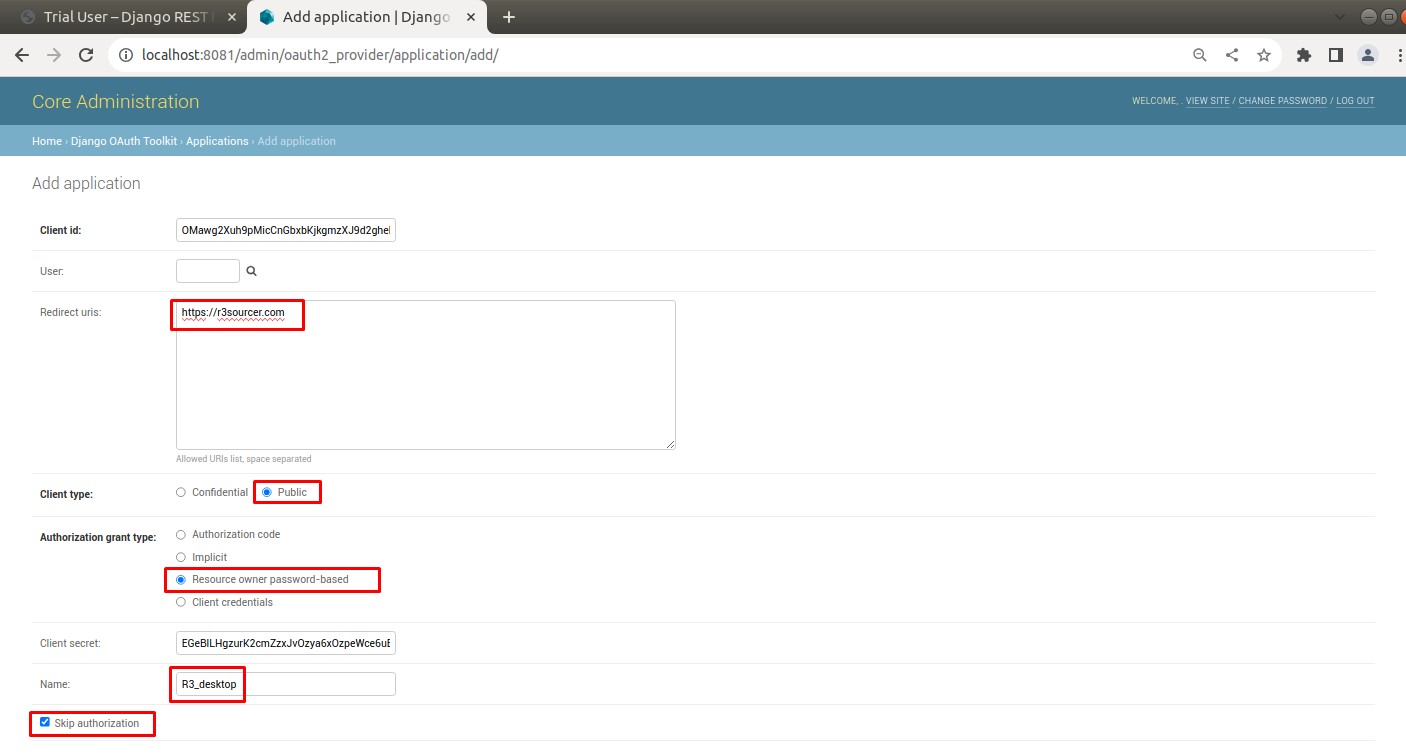 Trial User – Django REST
Add application | Django
localhost:8081/admin/oauth2_provider/application/add/
Core Administration
WELCOME, . VIEW SITE / CHANGE PASSWORD / LOG OUT
Home › Django OAuth Toolkit › Applications › Add application
Add application
Client id:
OMawg2Xuh9pMicCnGbxbKjkgmzXJ9d2ghe
User:
Redirect uris:
https://r3sourcer.com
Allowed URIs list, space separated
Client type:
Confidential
Public
Authorization grant type:
Authorization code
Implicit
Resource owner password-based
Client credentials
Client secret:
EGeBILHgzurK2cmZzxJvOzya6xOzpeWce6uE
Name:
R3_desktop
Skip authorization